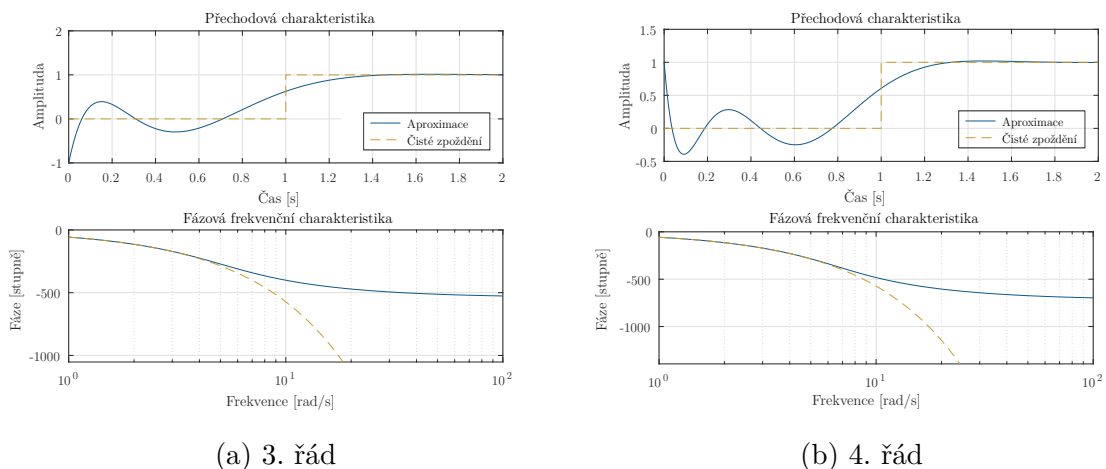 Přechodová charakteristika
Amplituda
2
1
0
-1
Aproximace
Čisté zpoždění
0 0.2 0.4 0.6 0.8 1 1.2 1.4 1.6 1.8 2
Čas [s]
Fázová frekvenční charakteristika
Fáze [stupně]
0
-500
-1000
10^0 10^1 10^2
Frekvence [rad/s]
(a) 3. řád
Přechodová charakteristika
Amplituda
1.5
1
0.5
0
-0.5
Aproximace
Čisté zpoždění
0 0.2 0.4 0.6 0.8 1 1.2 1.4 1.6 1.8 2
Čas [s]
Fázová frekvenční charakteristika
Fáze [stupně]
0
-500
-1000
10^0 10^1 10^2
Frekvence [rad/s]
(b) 4. řád